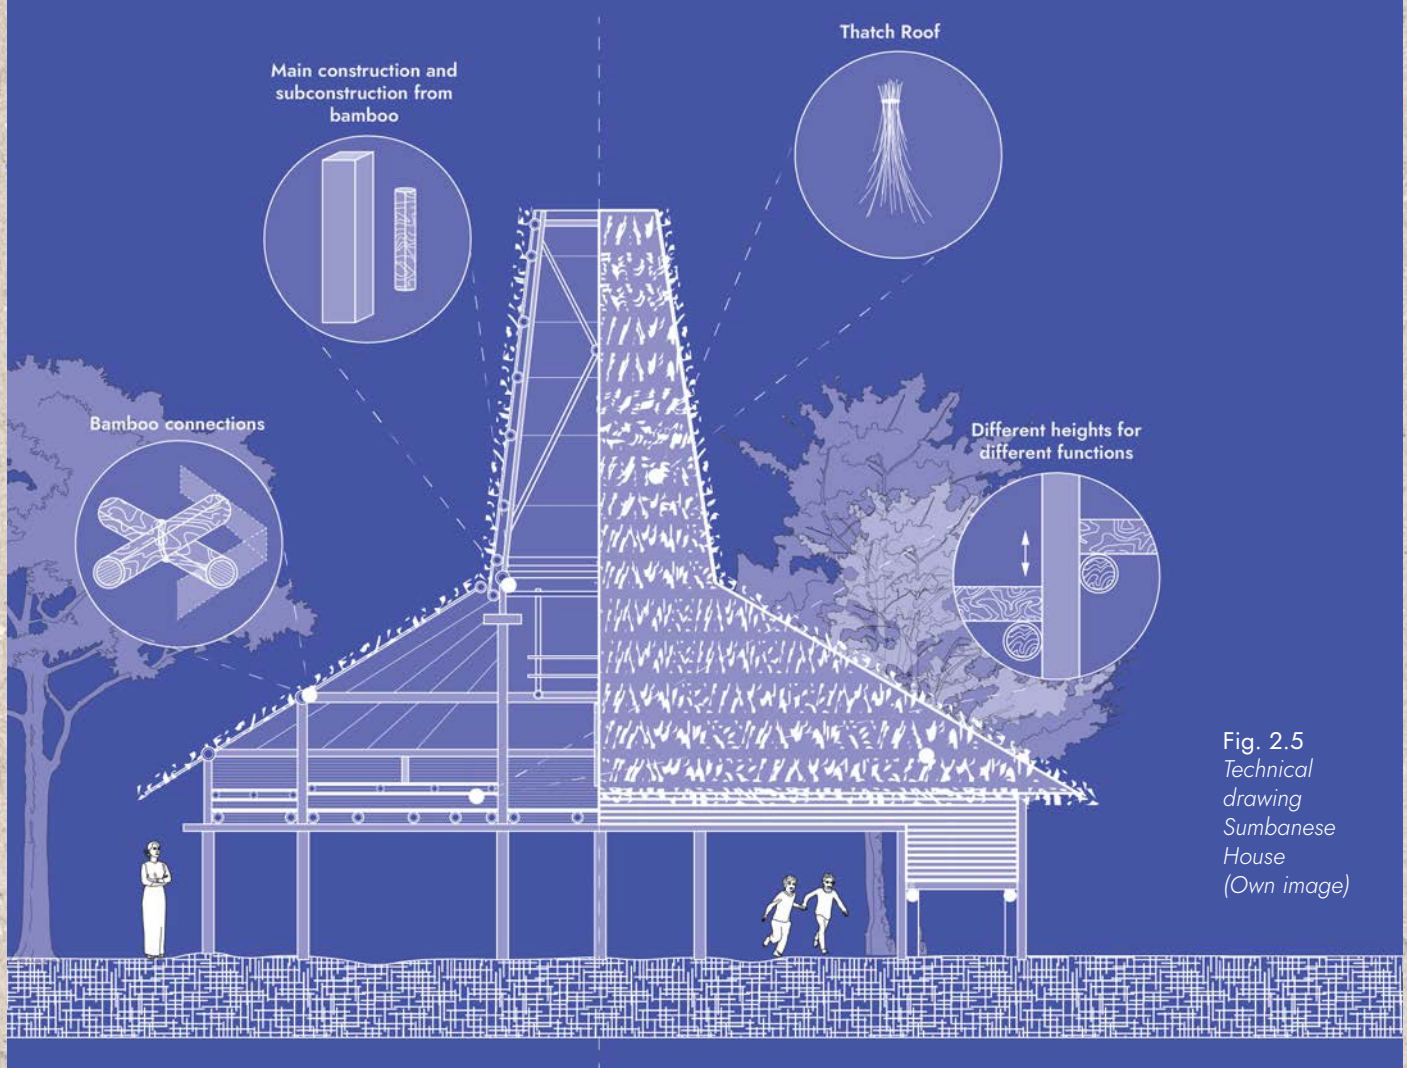 Thatch Roof
Main construction and
subconstruction from
bamboo
Bamboo connections
Different heights for
different functions
Fig. 2.5
Technical
drawing
Sumbanese
House
(Own image)